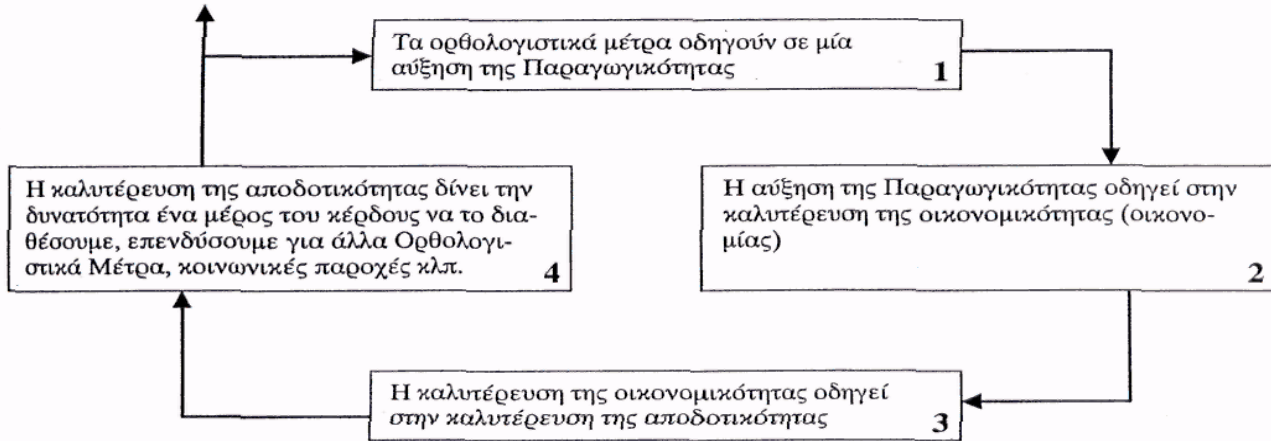 Τα ορθολογιστικά μέτρα οδηγούν σε μία
αύξηση της Παραγωγικότητας
1
Η αύξηση της Παραγωγικότητας οδηγεί στην
καλυτέρευση της οικονομικότητας (οικονο-
μίας)
2
Η καλυτέρευση της οικονομικότητας οδηγεί
στην καλυτέρευση της αποδοτικότητας
3
Η καλυτέρευση της αποδοτικότητας δίνει την
δυνατότητα ένα μέρος του κέρδους να το δια-
θέσουμε, επενδύσουμε για άλλα Ορθολογι-
στικά Μέτρα, κοινωνικές παροχές κλπ.
4